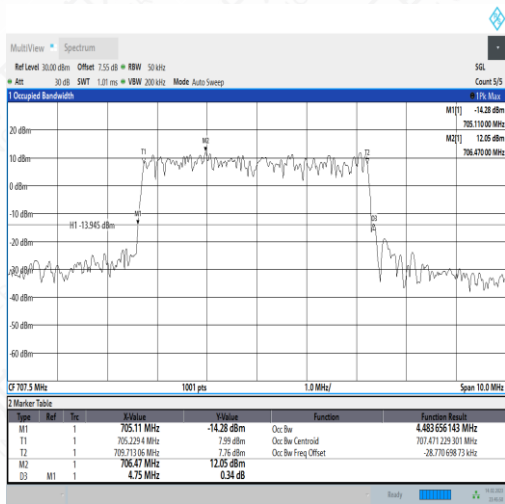 MultiView Spectrum
Ref Level 30.00 dBm Offset 7.55 dB RBW 50 kHz SGL
Att 30 dB SWT 1.01 ms VBW 200 kHz Mode Auto Sweep Count 5/5
1 Occupied Bandwidth 1Pk Max
M1[1] -14.28 dBm
705.110 00 MHz
M2[1] 12.05 dBm
706.470 00 MHz
20 dBm
M2
T1 T2
10 dBm
0 dBm
-10 dBm
M1
D3
H1 -13.945 dBm
-20 dBm
-30 dBm
-40 dBm
-50 dBm
-60 dBm
CF 707.5 MHz 1001 pts 1.0 MHz/ Span 10.0 MHz
2 Marker Table
Type Ref Trc X-Value Y-Value Function Function Result
M1 1 705.11 MHz -14.28 dBm Occ Bw 4.483 656 143 MHz
T1 1 705.229 4 MHz 7.99 dBm Occ Bw Centroid 707.471 229 301 MHz
T2 1 709.713 06 MHz 7.76 dBm Occ Bw Freq Offset -28.770 698 73 kHz
M2 1 706.47 MHz 12.05 dBm
D3 M1 1 4.75 MHz 0.34 dB
Ready